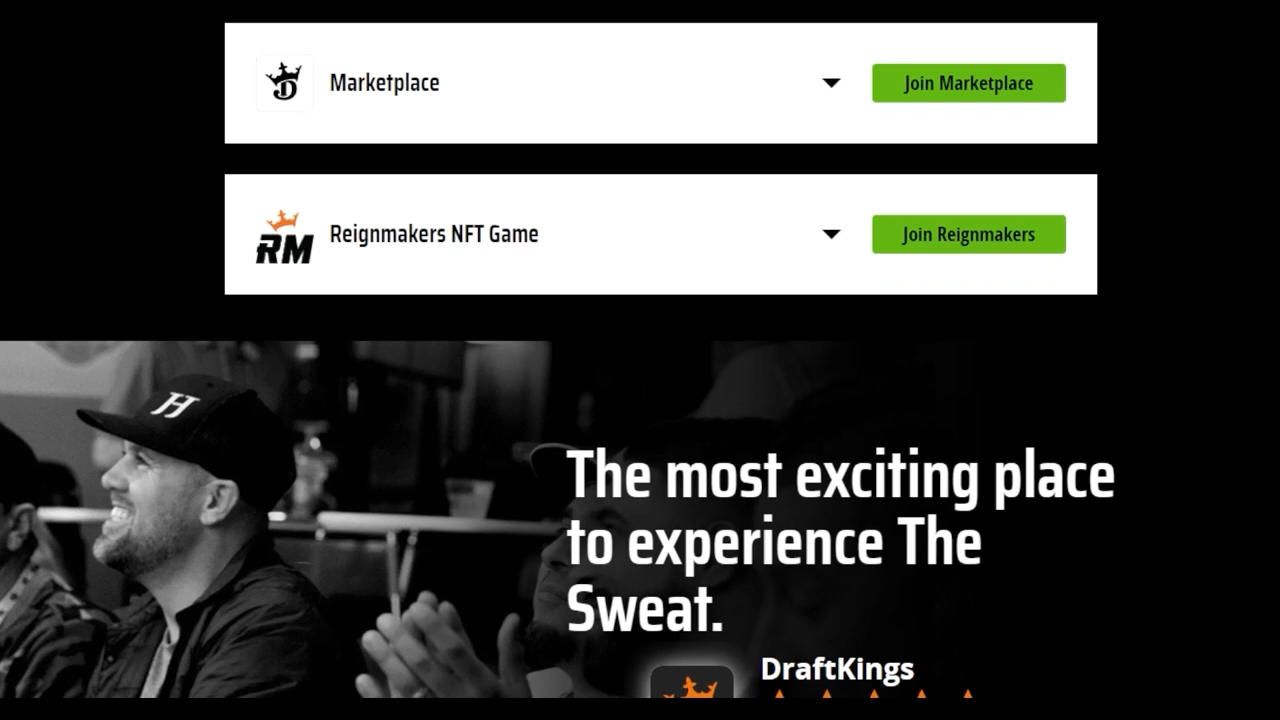 Marketplace
Join Marketplace
RM
Reignmakers NFT Game
Join Reignmakers
H
The most exciting place
to experience The
Sweat.
DraftKings